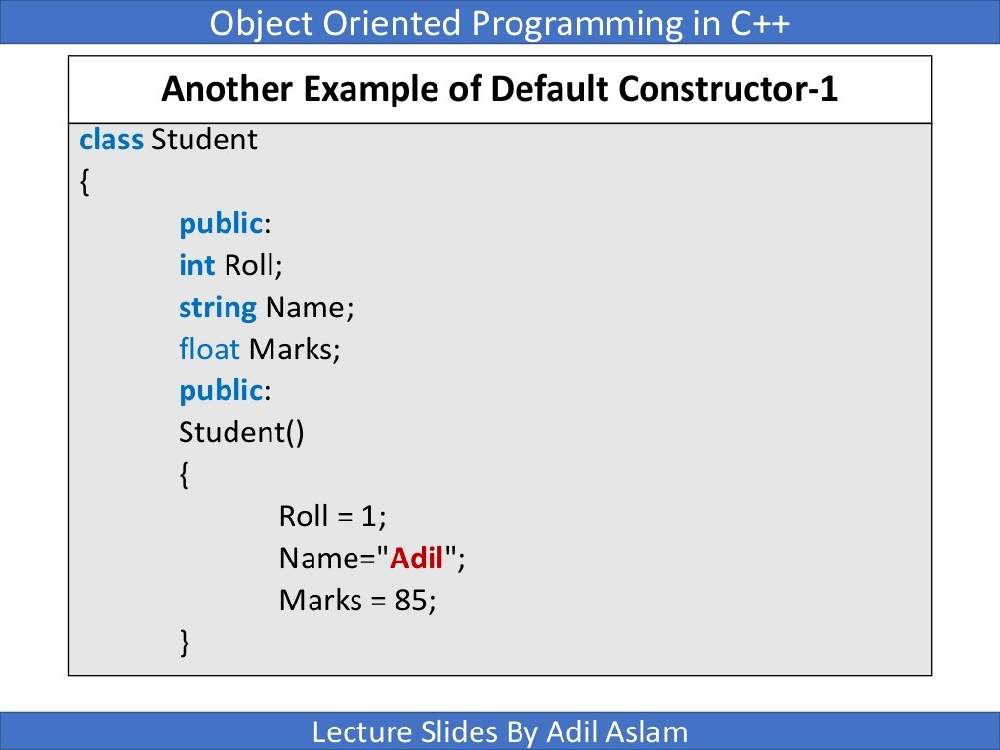 Object Oriented Programming in C++
Another Example of Default Constructor-1
class Student
{
public:
int Roll;
string Name;
float Marks;
public:
Student()
{
Roll = 1;
Name="Adil";
Marks = 85;
}
Lecture Slides By Adil Aslam